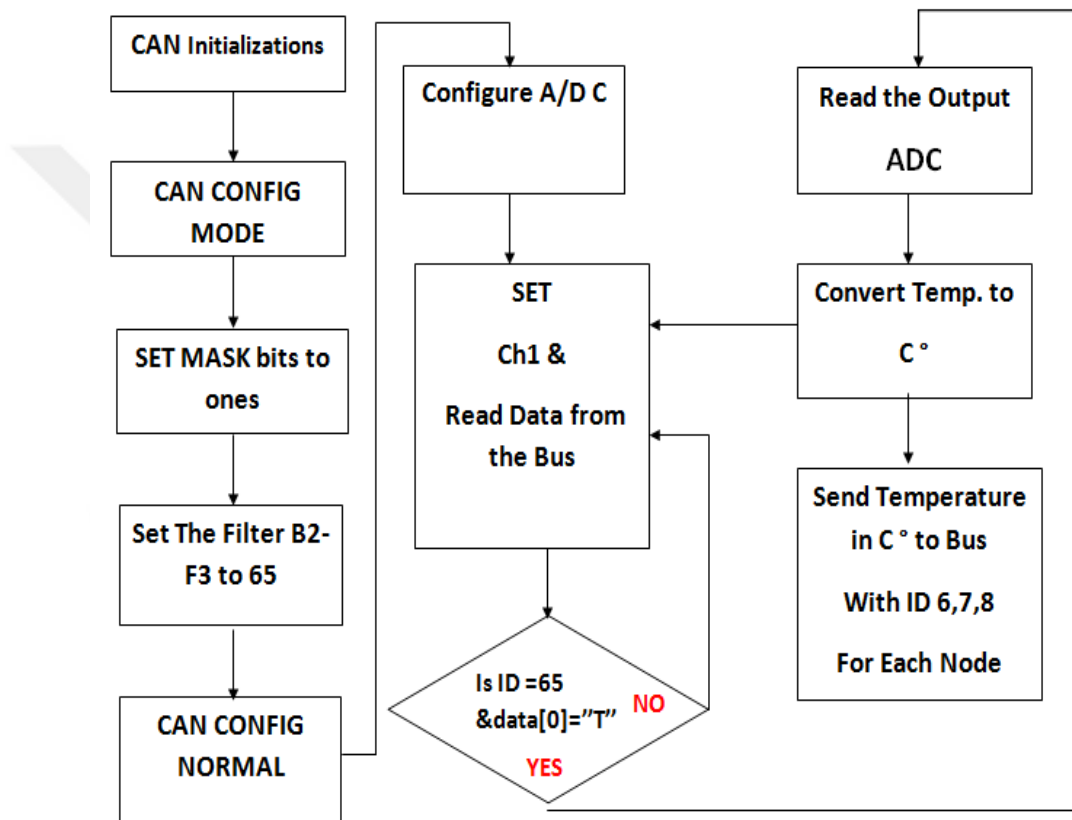 CAN Initializations
CAN CONFIG
MODE
SET MASK bits to
ones
Set The Filter B2-
F3 to 65
CAN CONFIG
NORMAL
Configure A/D C
SET
Ch1 &
Read Data from
the Bus
Is ID =65
&data[0]=”T”
NO
YES
Read the Output
ADC
Convert Temp. to
C °
Send Temperature
in C ° to Bus
With ID 6,7,8
For Each Node